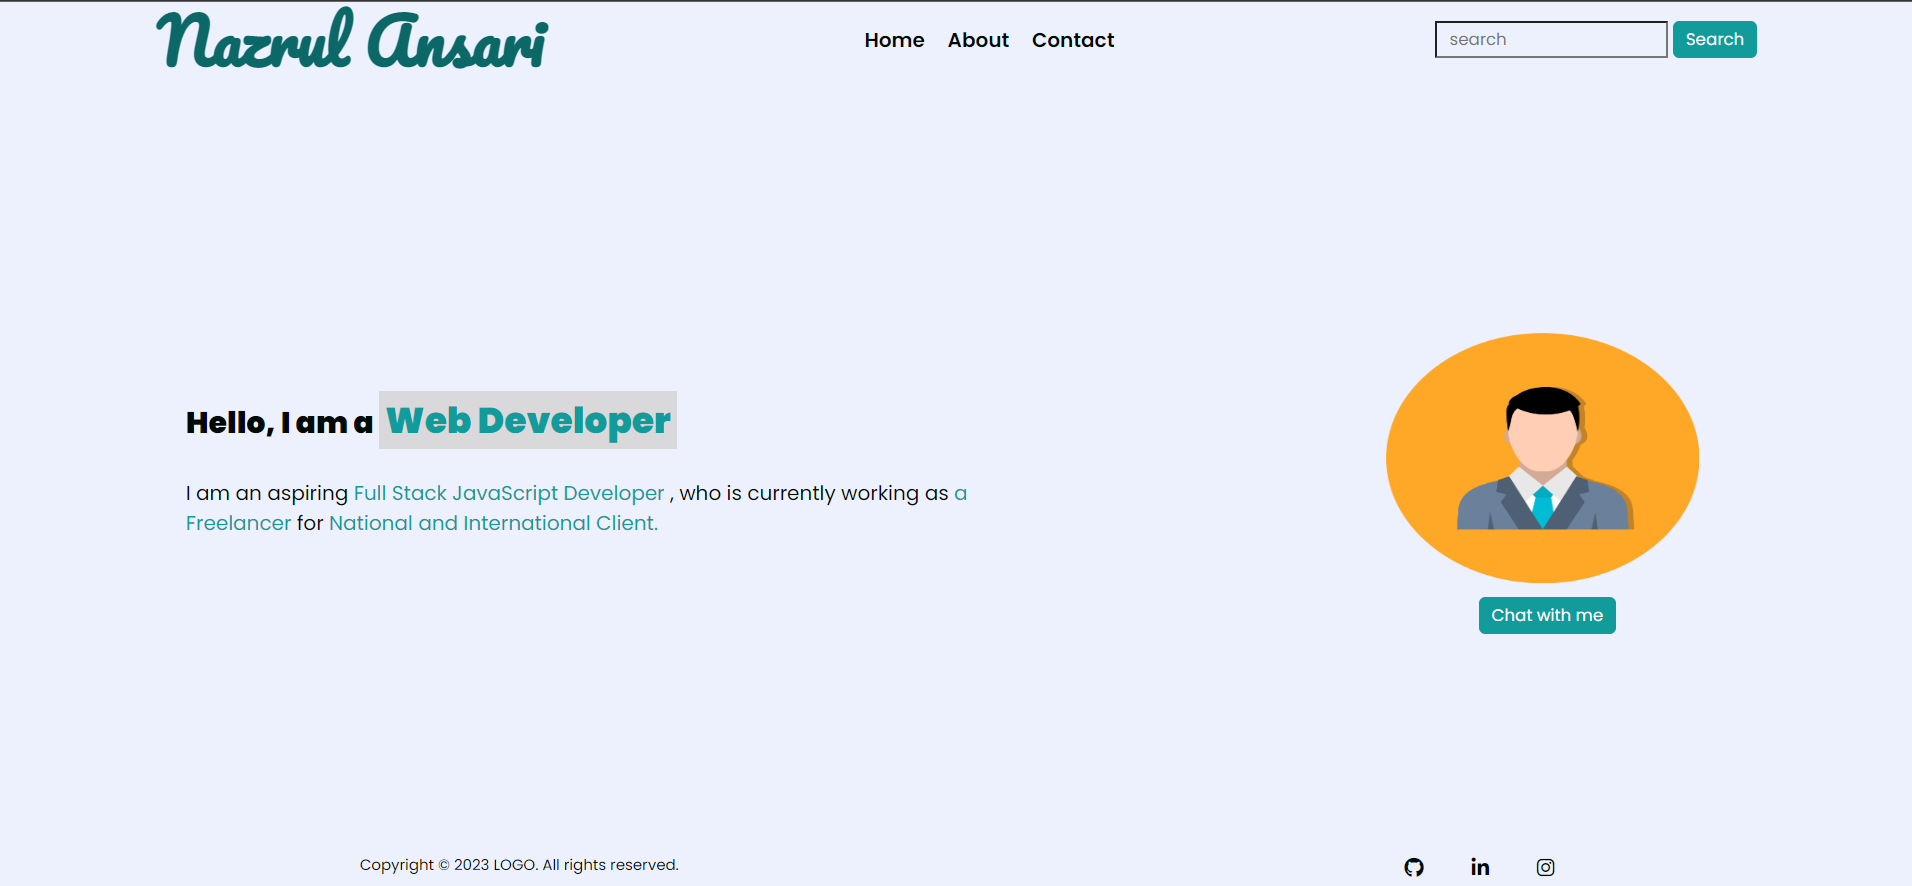 Nazrul Ansari
Home About Contact
search Search
Hello, I am a Web Developer
I am an aspiring Full Stack JavaScript Developer , who is currently working as a
Freelancer for National and International Client.
Chat with me
Copyright © 2023 LOGO. All rights reserved.
in